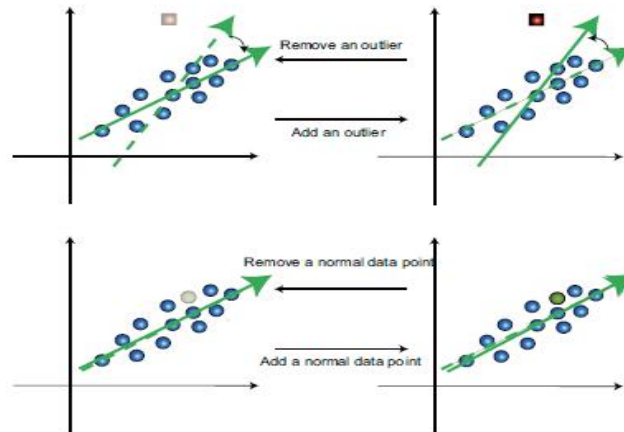 Remove an outlier
Add an outlier
Remove a normal data point
Add a normal data point